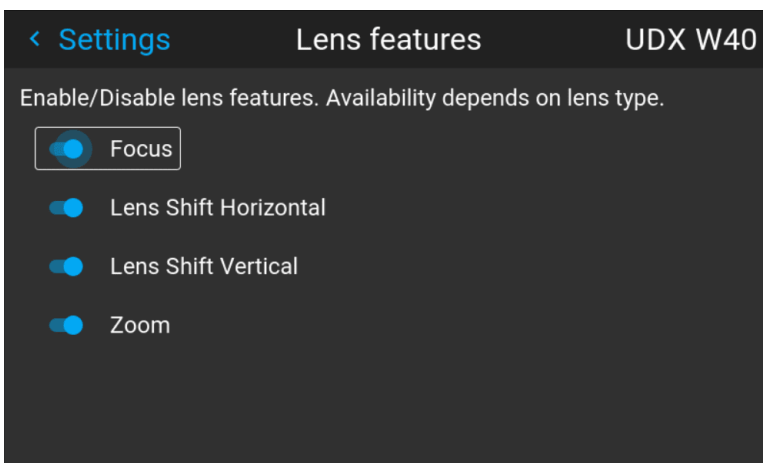 Settings Lens features UDX W40
Enable/Disable lens features. Availability depends on lens type.
Focus
Lens Shift Horizontal
Lens Shift Vertical
Zoom